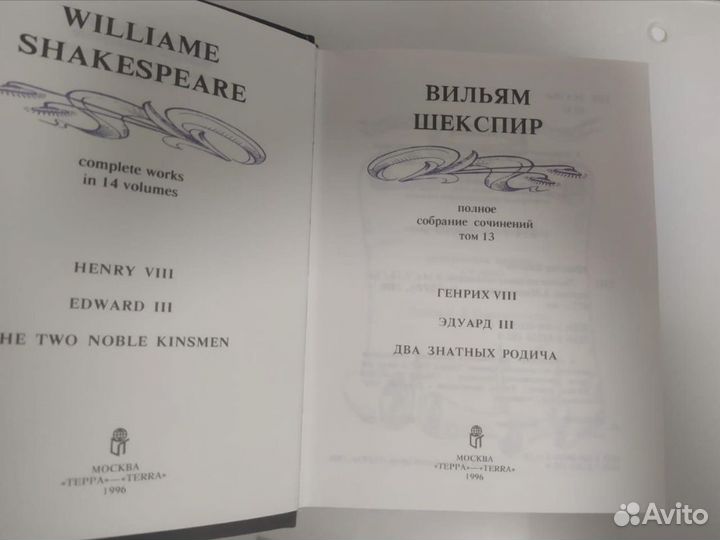 WILLIAME
SHAKESPEARE
complete works
in 14 volumes
HENRY VIII
EDWARD III
HE TWO NOBLE KINSMEN
МОСКВА
«ТЕРРА»—«TERRA»
1996
ВИЛЬЯМ
ШЕКСПИР
полное
собрание сочинений
том 13
ГЕНРИХ VIII
ЭДУАРД III
ДВА ЗНАТНЫХ РОДИЧА
МОСКВА
«ТЕРРА»—«TERRA»
1996
Avito